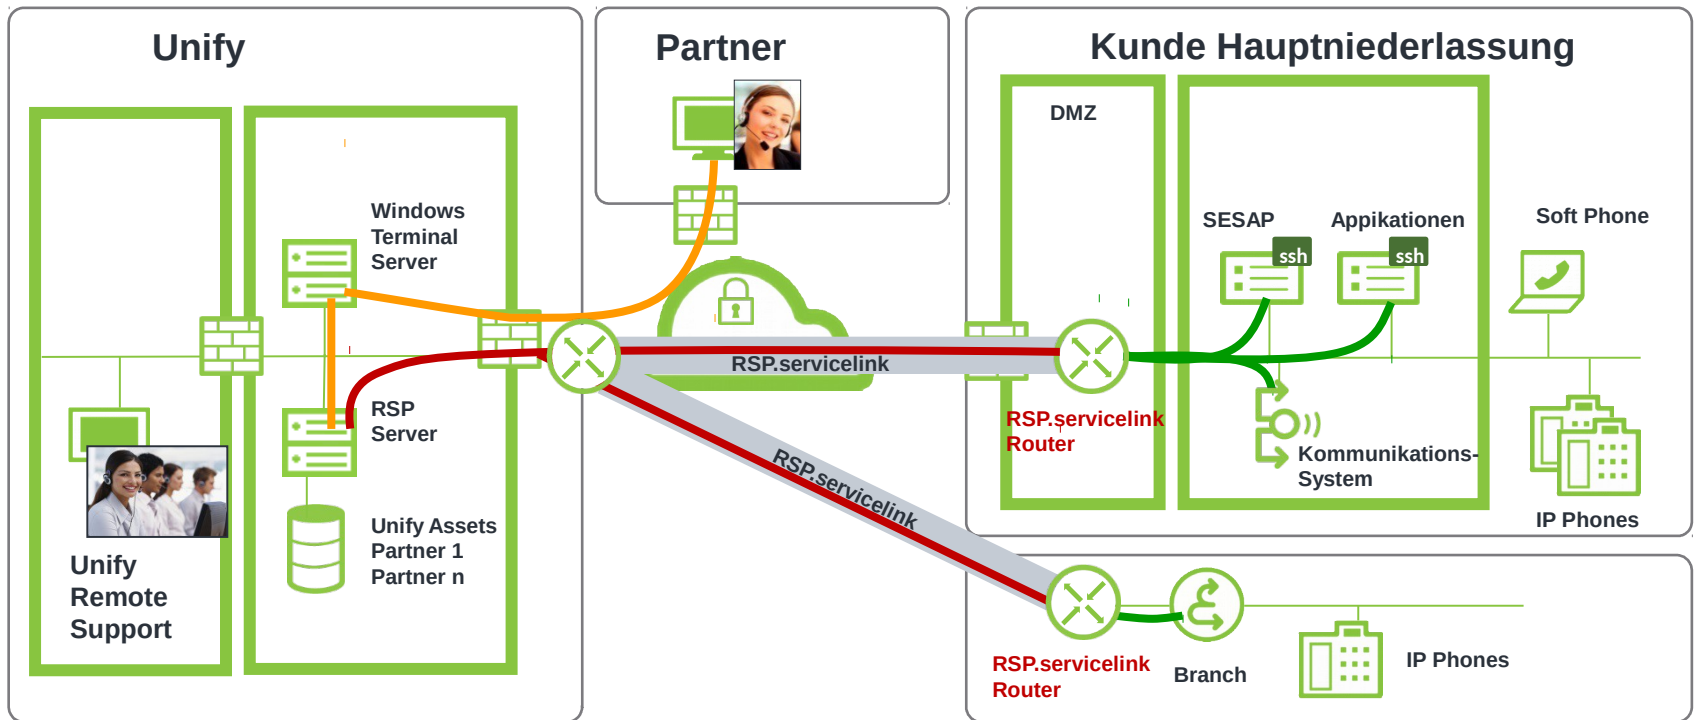 Unify
Partner
Kunde Hauptniederlassung
DMZ
Windows
Terminal
Server
SESAP
Appikationen
Soft Phone
ssh
ssh
RSP.servicelink
RSP
Server
RSP.servicelink
Router
Kommunikations-
System
RSP.servicelink
IP Phones
Unify Assets
Partner 1
Partner n
Unify
Remote
Support
RSP.servicelink
Router
Branch
IP Phones